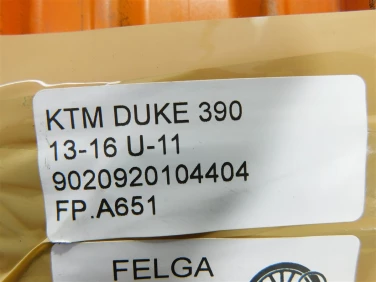 KTM DUKE 390
13-16 U-11
9020920104404
FP.A651
FELGA